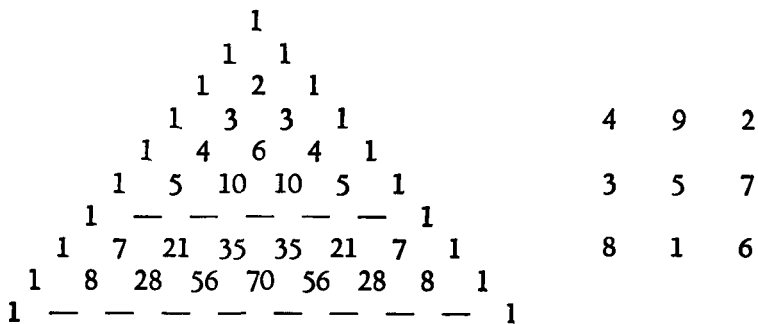 1
1 1
1 2 1
1 3 3 1 4 9 2
1 4 6 4 1
1 5 10 10 5 1 3 5 7
1 — — — — — 1
1 7 21 35 35 21 7 1 8 1 6
1 8 28 56 70 56 28 8 1
1 — — — — — — — — 1